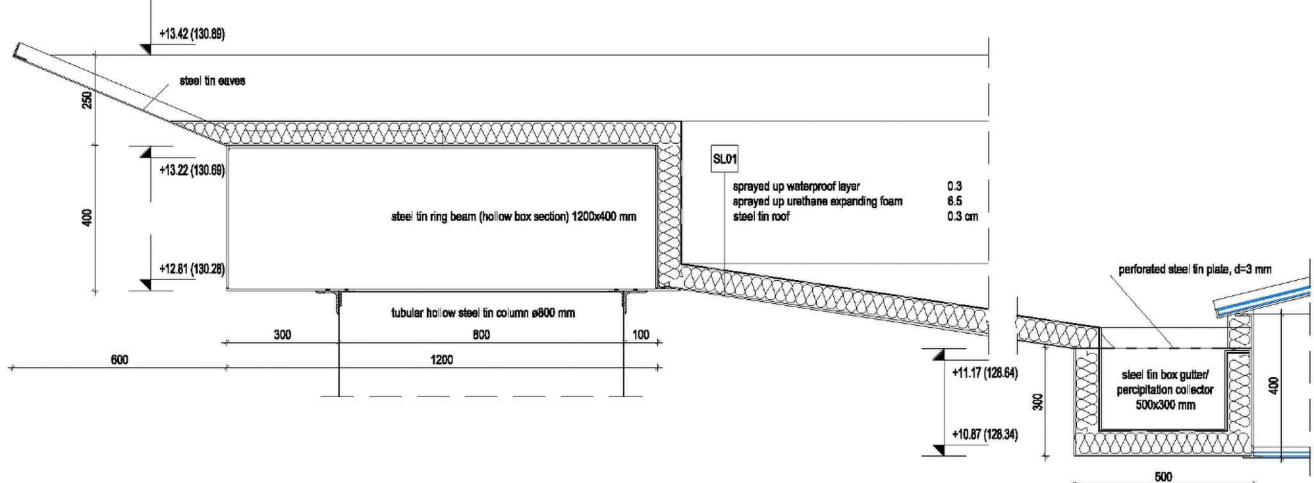 +13.42 (130.89)
steel tin eaves
250
+13.22 (130.69)
400
steel tin ring beam (hollow box section) 1200x400 mm
+12.81 (130.28)
tubular hollow steel tin column ø800 mm
300
800
100
600
1200
SL01
sprayed up waterproof layer 0.3
sprayed up urethane expanding foam 6.5
steel tin roof 0.3 cm
perforated steel tin plate, d=3 mm
+11.17 (128.64)
300
+10.87 (128.34)
steel tin box gutter/
percipitation collector
500x300 mm
400
500